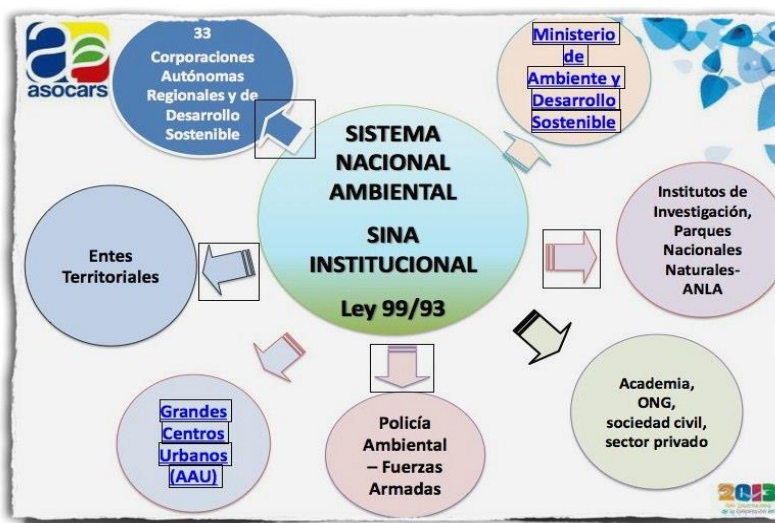 asocars
33
Corporaciones
Autónomas
Regionales y de
Desarrollo
Sostenible
Ministerio
de
Ambiente y
Desarrollo
Sostenible
SISTEMA
NACIONAL
AMBIENTAL
SINA
INSTITUCIONAL
Ley 99/93
Institutos de
Investigación,
Parques
Nacionales
Naturales-
ANLA
Entes
Territoriales
Academia,
ONG,
sociedad civil,
sector privado
Grandes
Centros
Urbanos
(AAU)
Policía
Ambiental
– Fuerzas
Armadas
2013